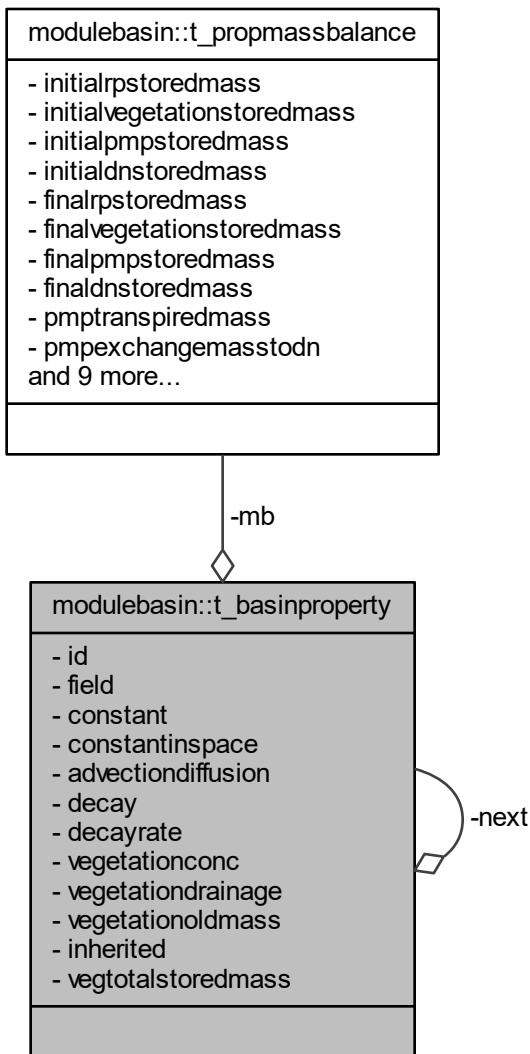 modulebasin::t_propmassbalance
- initialrpstoredmass
- initialvegetationstoredmass
- initialpmpstoredmass
- initialdnstoredmass
- finalrpstoredmass
- finalvegetationstoredmass
- finalpmpstoredmass
- finaldnstoredmass
- pmptranspiredmass
- pmpexchangemasstodn
and 9 more...
-mb
modulebasin::t_basinproperty
- id
- field
- constant
- constantinspace
- advectiondiffusion
- decay
- decayrate
- vegetationconc
- vegetationdrainage
- vegetationoldmass
- inherited
- vegtotalstoredmass
-next